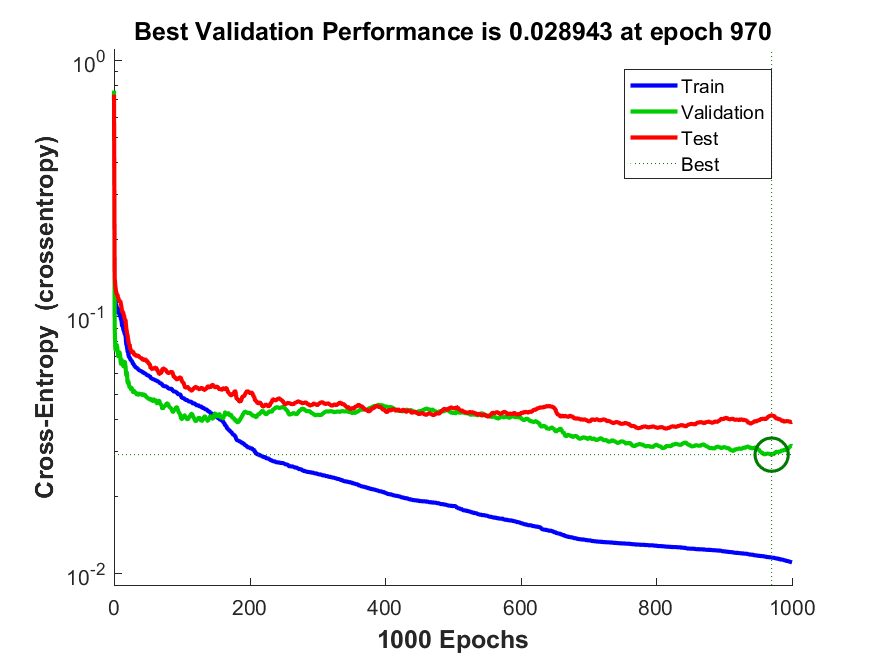 Best Validation Performance is 0.028943 at epoch 970
10^0
10^-1
10^-2
Cross-Entropy (crossentropy)
Train
Validation
Test
Best
0
200
400
600
800
1000
1000 Epochs